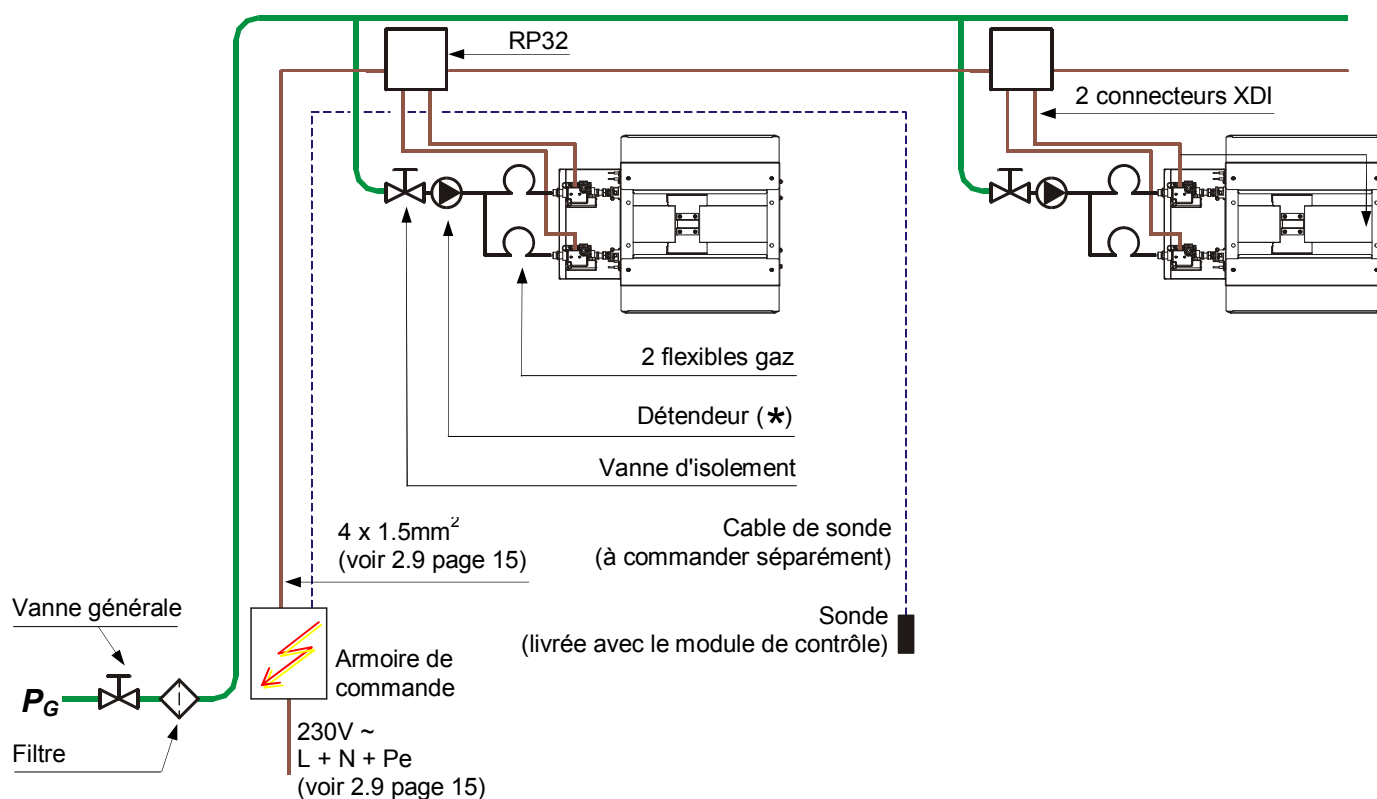 RP32
2 connecteurs XDI
2 flexibles gaz
Détendeur (*)
Vanne d'isolement
4 x 1.5mm²
(voir 2.9 page 15)
Cable de sonde
(à commander séparément)
Vanne générale
Sonde
(livrée avec le module de contrôle)
Armoire de
commande
PG
Filtre
230V ~
L + N + Pe
(voir 2.9 page 15)